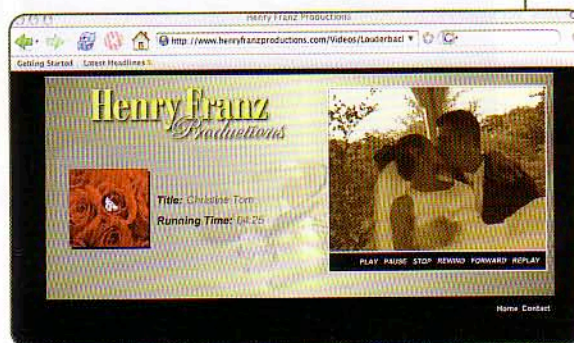 Henry Franz Productions
http://www.henryfranzproductions.com/Videos/Louderbacl
Getting Started Latest Headlines
Henry Franz
Productions
Title: Christine Tom
Running Time: 04:26
PLAY PAUSE STOP REWIND FORWARD REPLAY
Home Contact